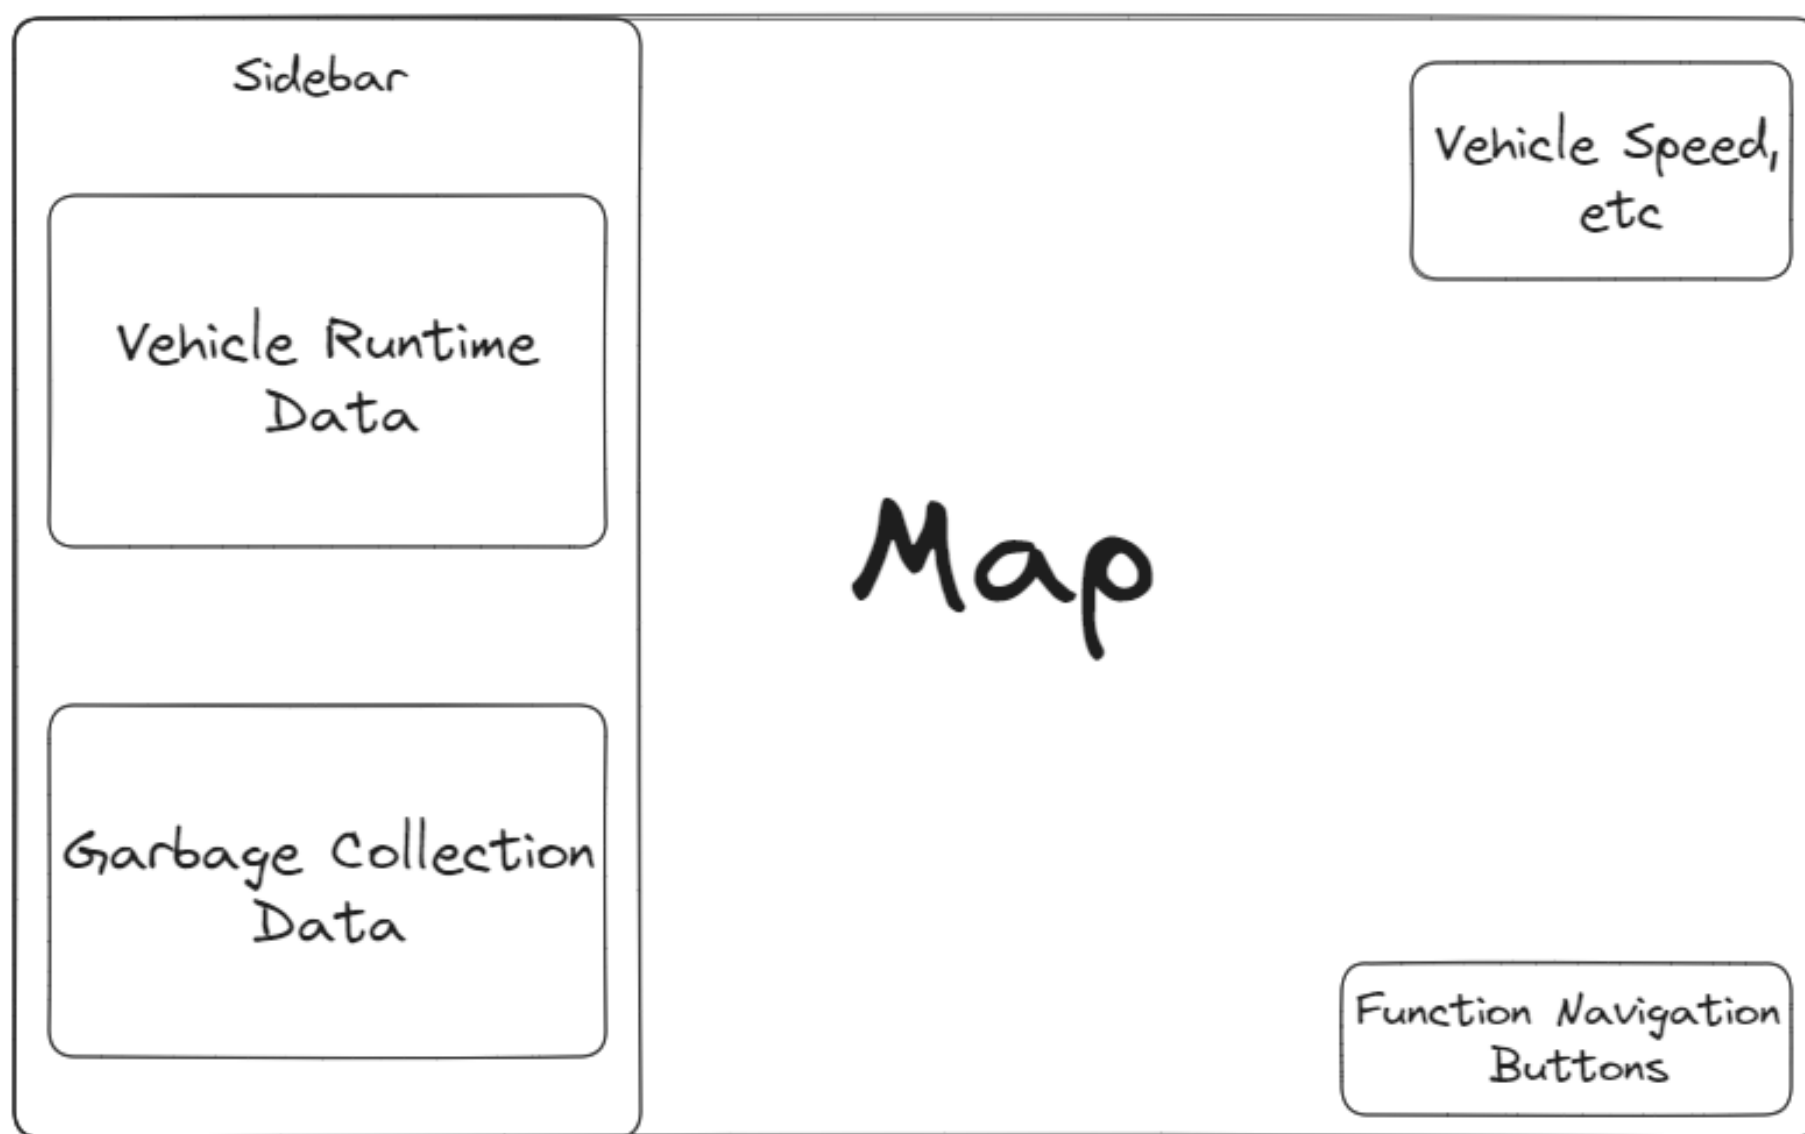 Sidebar
Vehicle Runtime
Data
Garbage Collection
Data
Map
Vehicle Speed,
etc
Function Navigation
Buttons